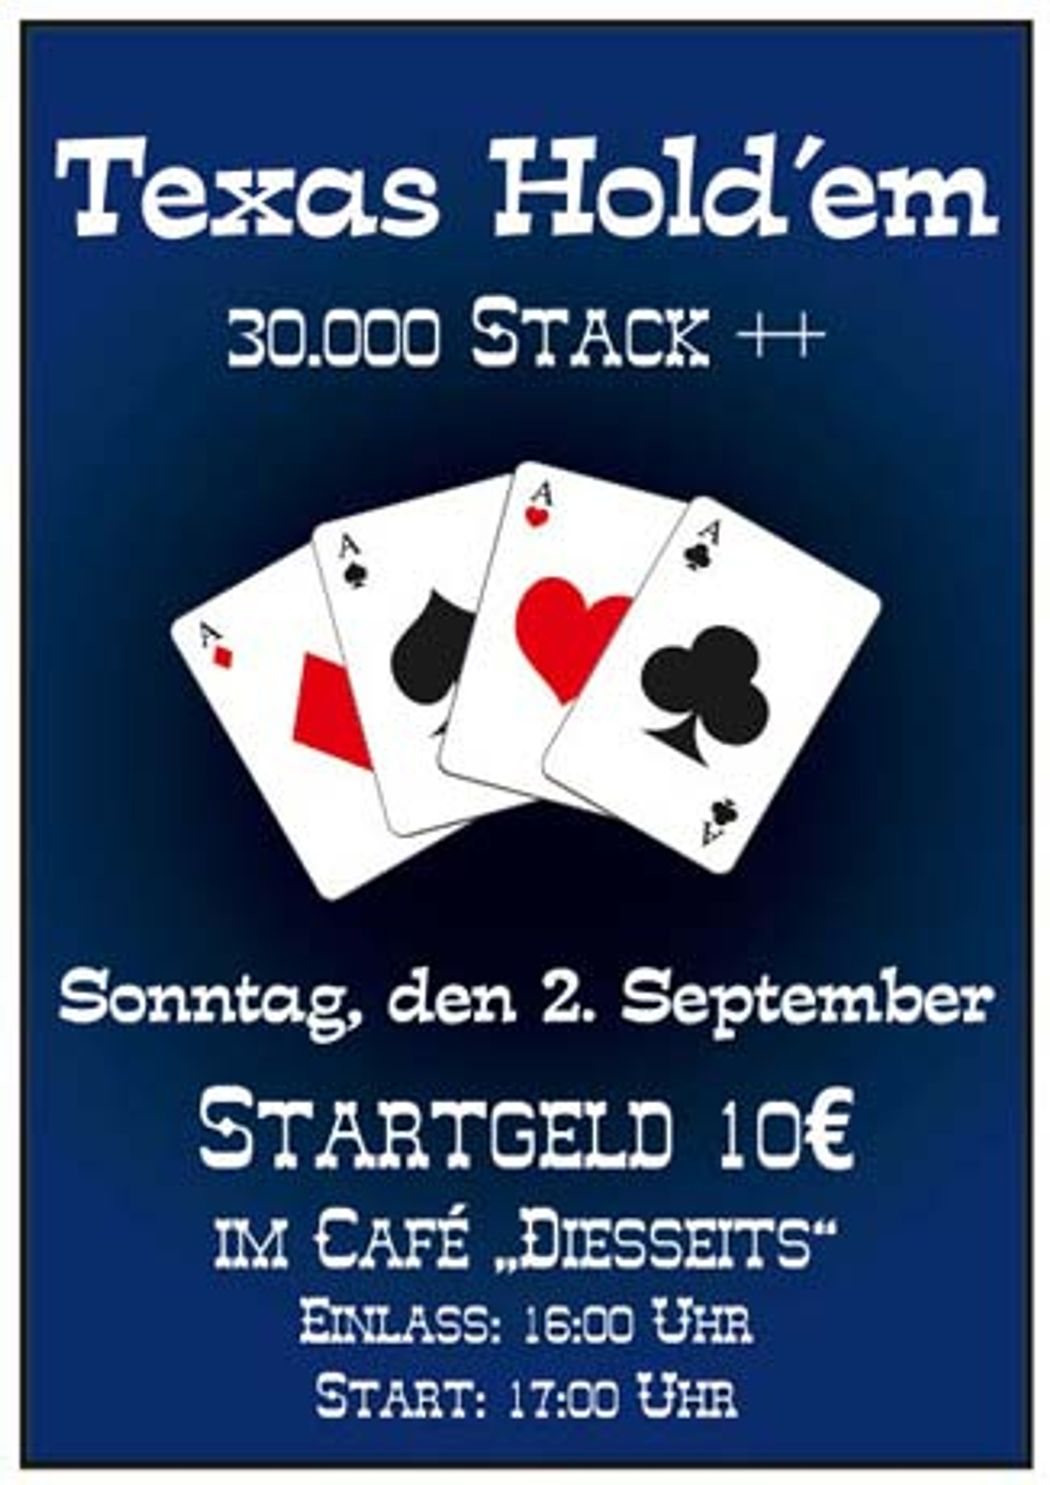 Texas Hold´em
30.000 Stack ++
A
A
A
A
A
Sonntag, den 2. September
Startgeld 10€
im Café „Diesseits“
Einlass: 16:00 Uhr
Start: 17:00 Uhr